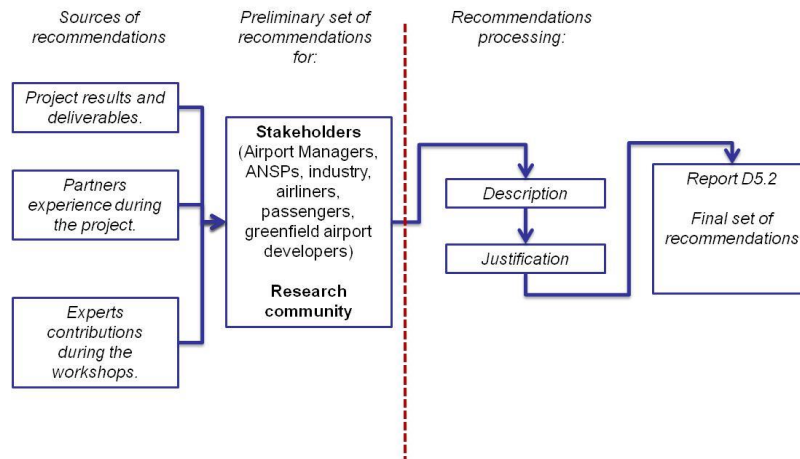 Sources of
recommendations
Preliminary set of
recommendations
for:
Recommendations
processing:
Project results and
deliverables.
Partners
experience during
the project.
Experts
contributions
during the
workshops.
Stakeholders
(Airport Managers,
ANSPs, industry,
airliners,
passengers,
greenfield airport
developers)
Research
community
Description
Justification
Report D5.2
Final set of
recommendations